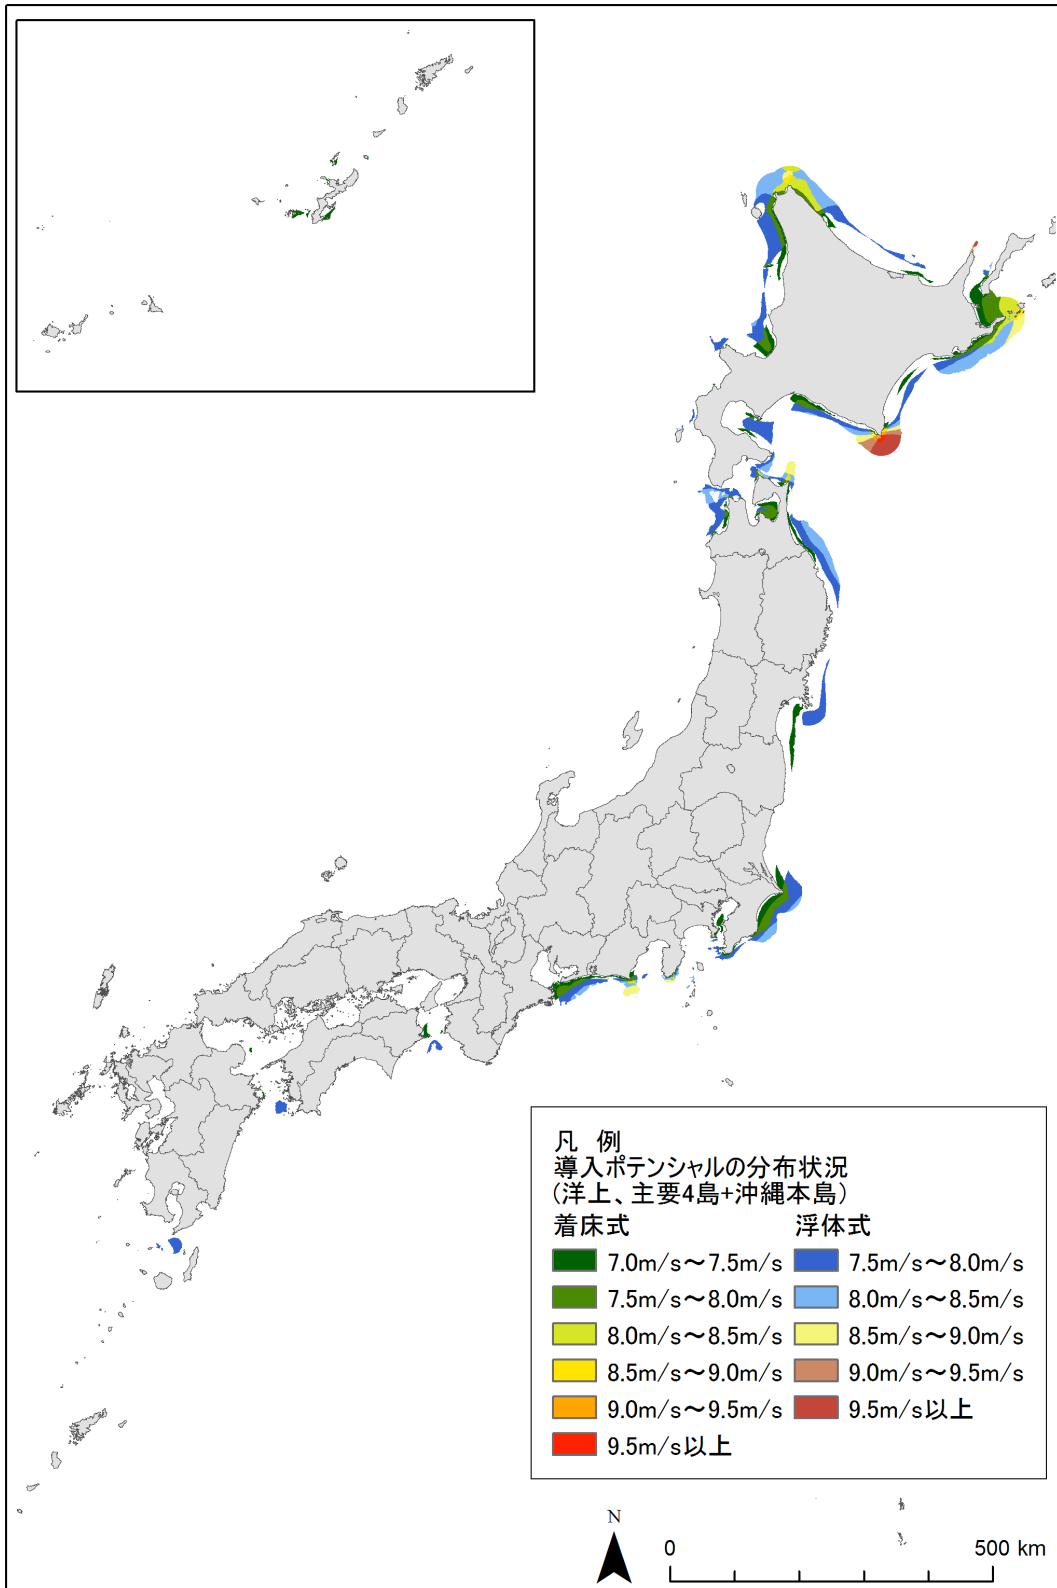 凡 例
導入ポテンシャルの分布状況
(洋上、主要4島+沖縄本島)
着床式 浮体式
7.0m/s～7.5m/s 7.5m/s～8.0m/s
7.5m/s～8.0m/s 8.0m/s～8.5m/s
8.0m/s～8.5m/s 8.5m/s～9.0m/s
8.5m/s～9.0m/s 9.0m/s～9.5m/s
9.0m/s～9.5m/s 9.5m/s以上
9.5m/s以上
N
0 500 km